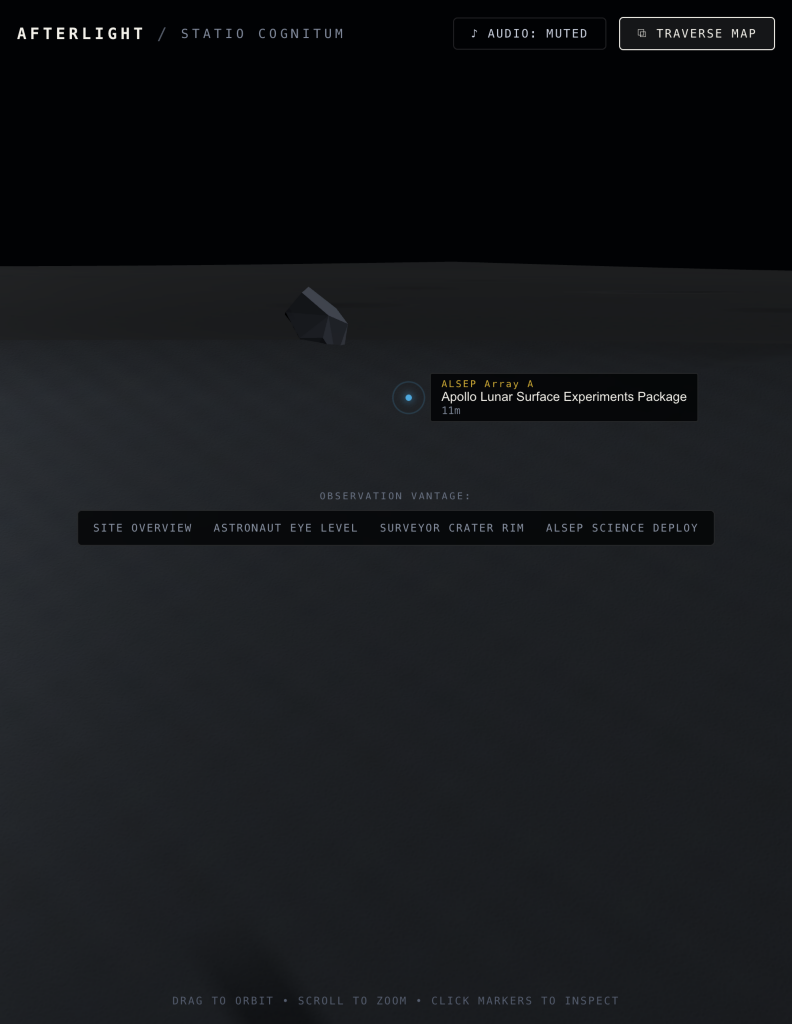 AFTERLIGHT / STATIO COGNITUM
♪ AUDIO: MUTED
TRAVERSE MAP
ALSEP Array A
Apollo Lunar Surface Experiments Package
11m
OBSERVATION VANTAGE:
SITE OVERVIEW ASTRONAUT EYE LEVEL SURVEYOR CRATER RIM ALSEP SCIENCE DEPLOY
DRAG TO ORBIT • SCROLL TO ZOOM • CLICK MARKERS TO INSPECT